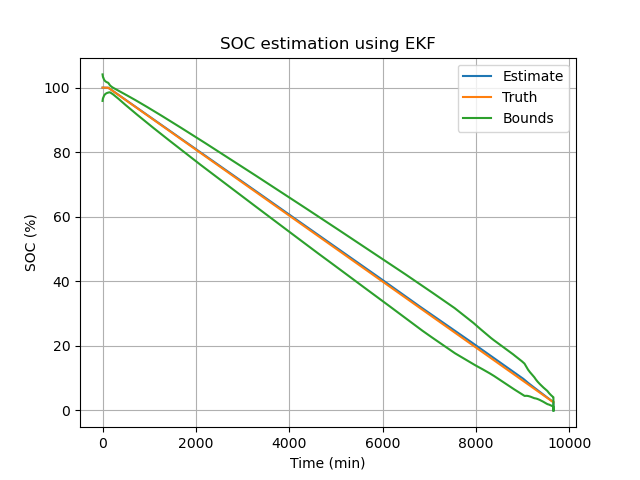 SOC estimation using EKF
Estimate
Truth
Bounds
SOC (%)
100
80
60
40
20
0
0 2000 4000 6000 8000 10000
Time (min)